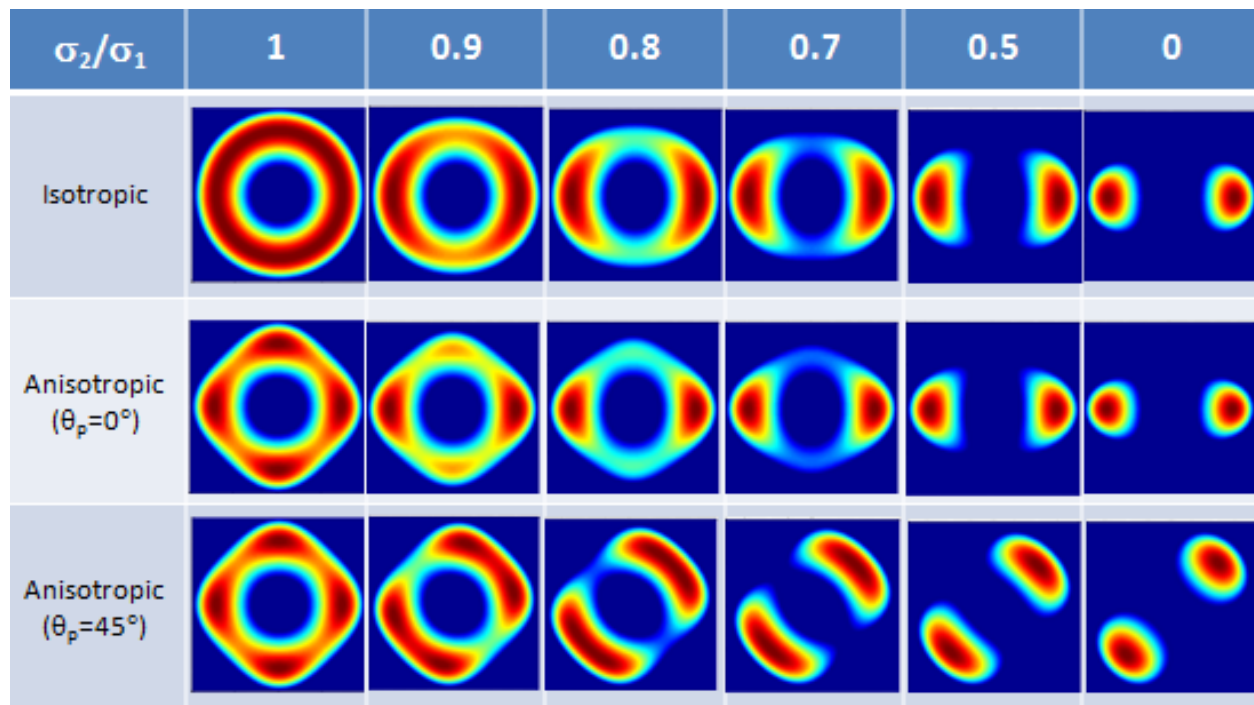 σ₂/σ₁ 1 0.9 0.8 0.7 0.5 0
Isotropic
Anisotropic
(θₚ=0°)
Anisotropic
(θₚ=45°)